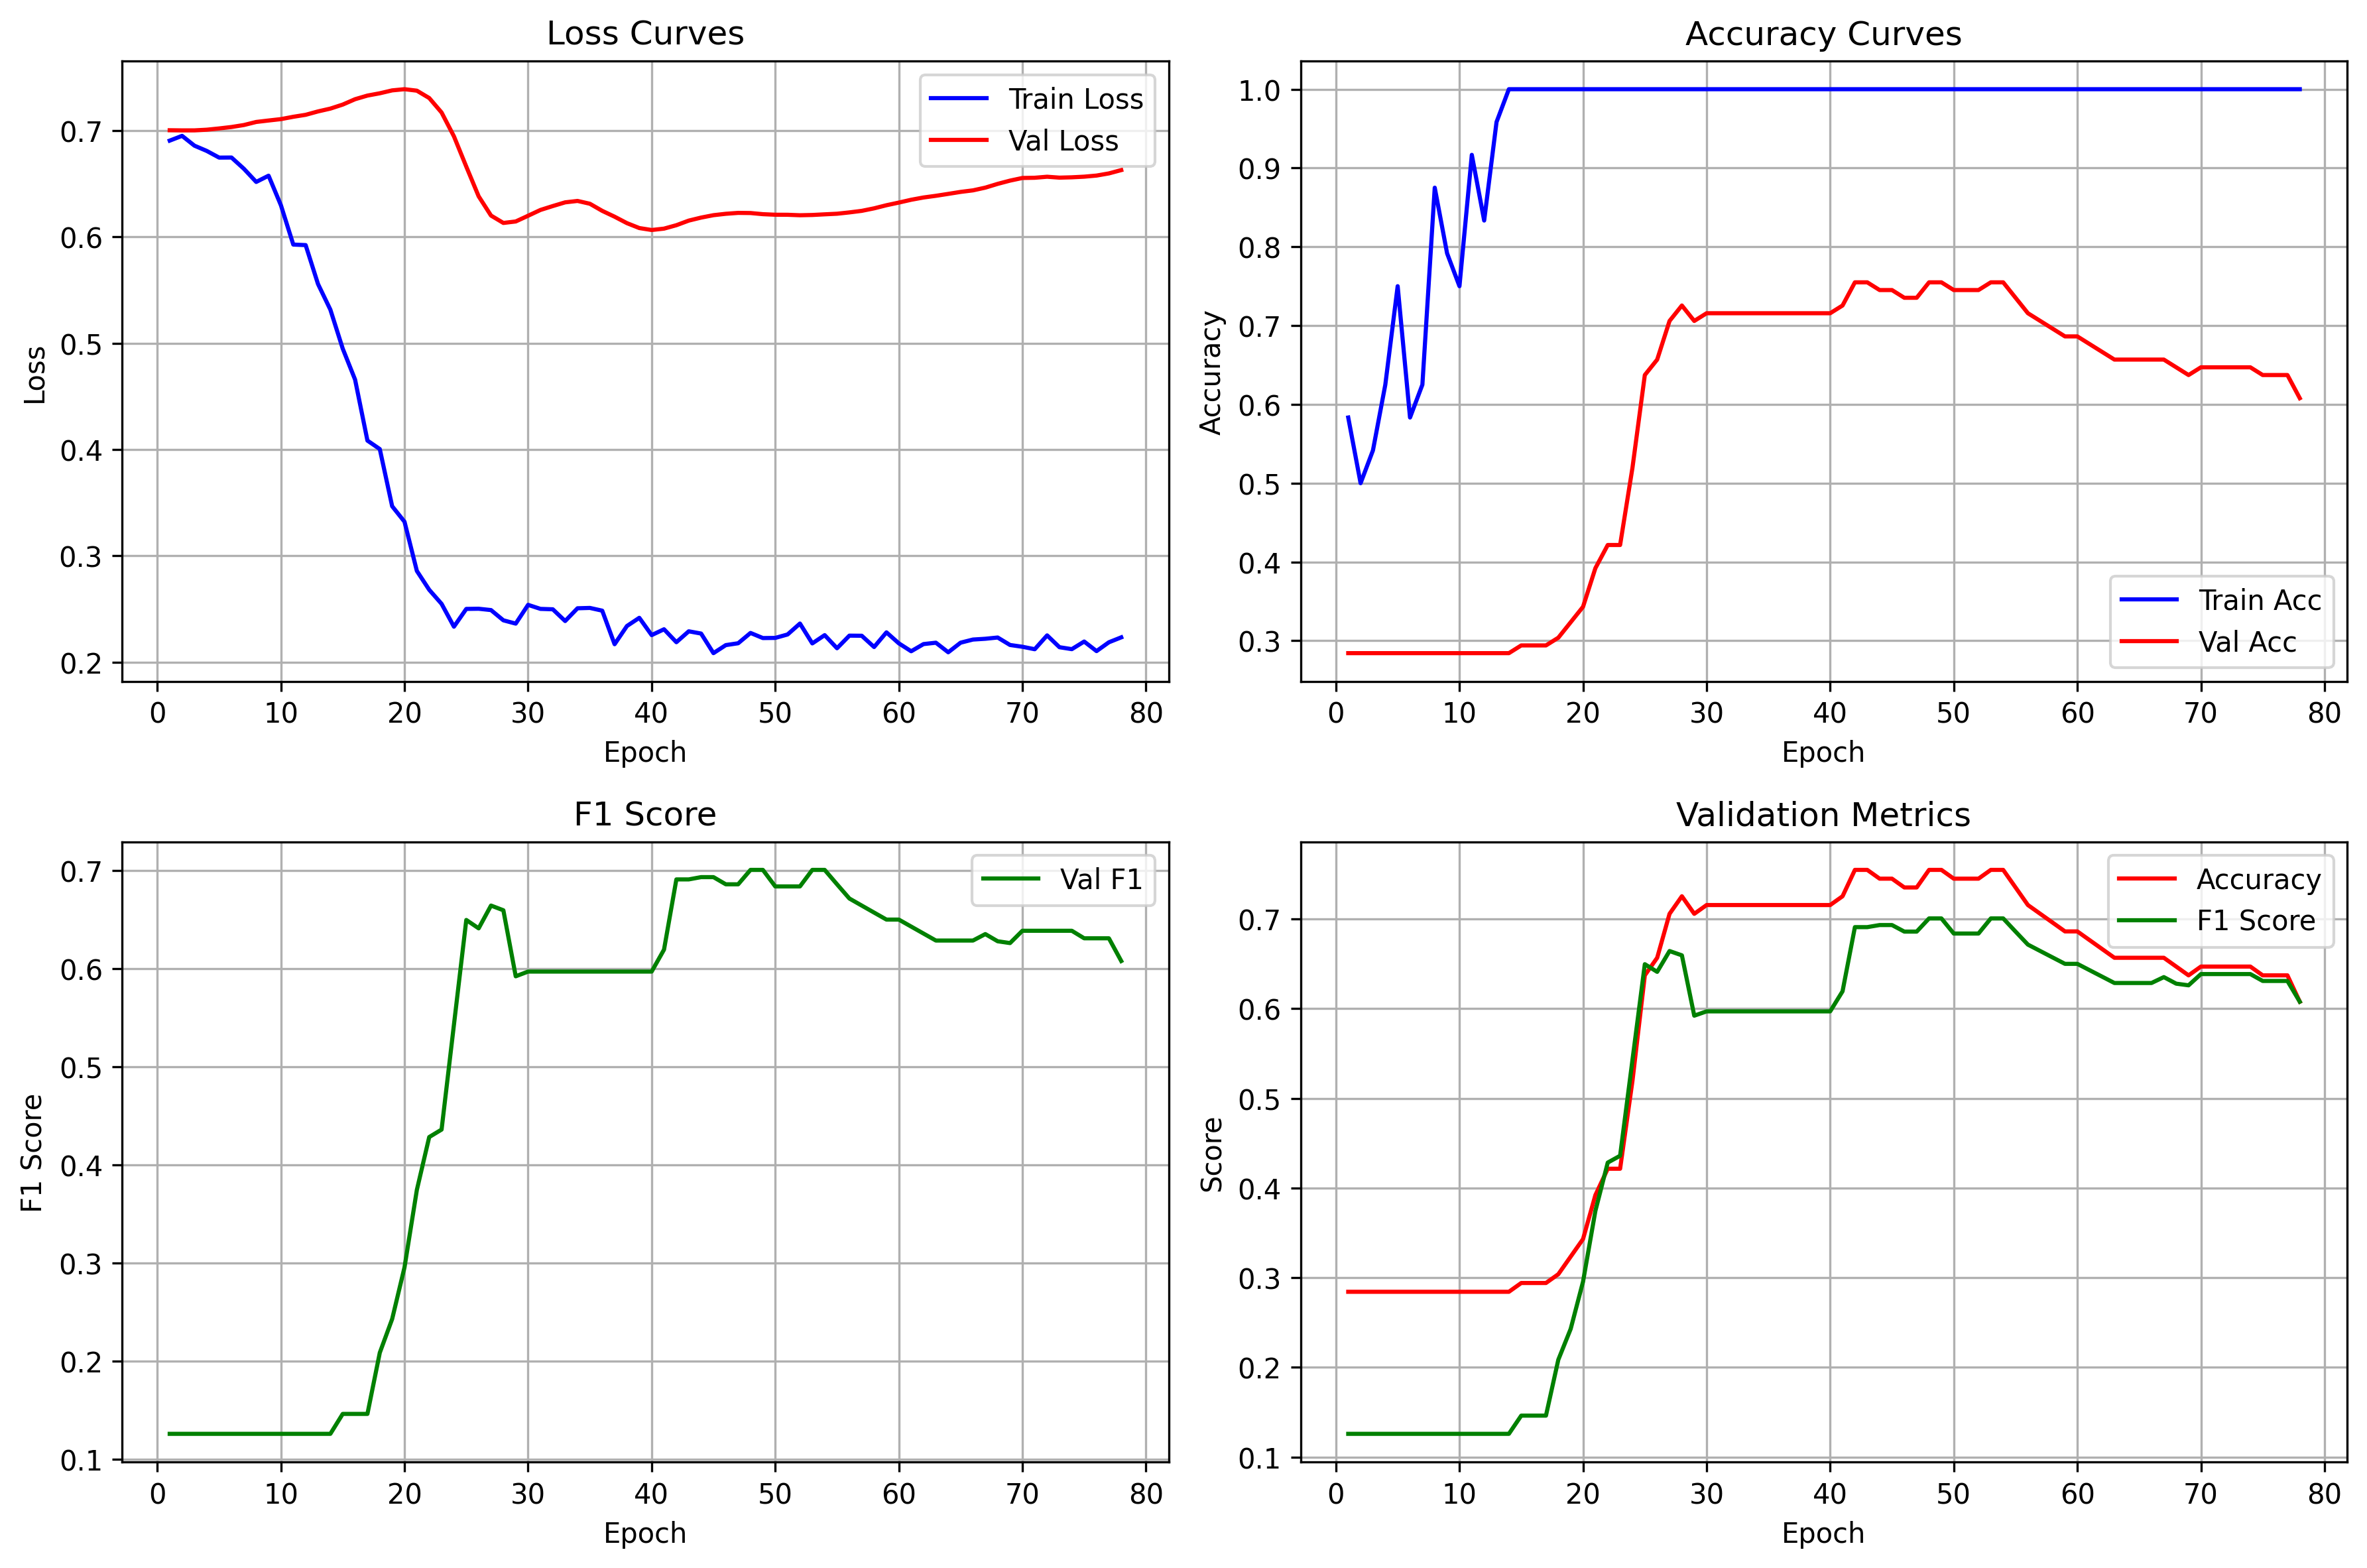 Loss Curves
Train Loss
Val Loss
Loss
0.7
0.6
0.5
0.4
0.3
0.2
0 10 20 30 40 50 60 70 80
Epoch
Accuracy Curves
Train Acc
Val Acc
Accuracy
1.0
0.9
0.8
0.7
0.6
0.5
0.4
0.3
0 10 20 30 40 50 60 70 80
Epoch
F1 Score
Val F1
F1 Score
0.7
0.6
0.5
0.4
0.3
0.2
0.1
0 10 20 30 40 50 60 70 80
Epoch
Validation Metrics
Accuracy
F1 Score
Score
0.7
0.6
0.5
0.4
0.3
0.2
0.1
0 10 20 30 40 50 60 70 80
Epoch